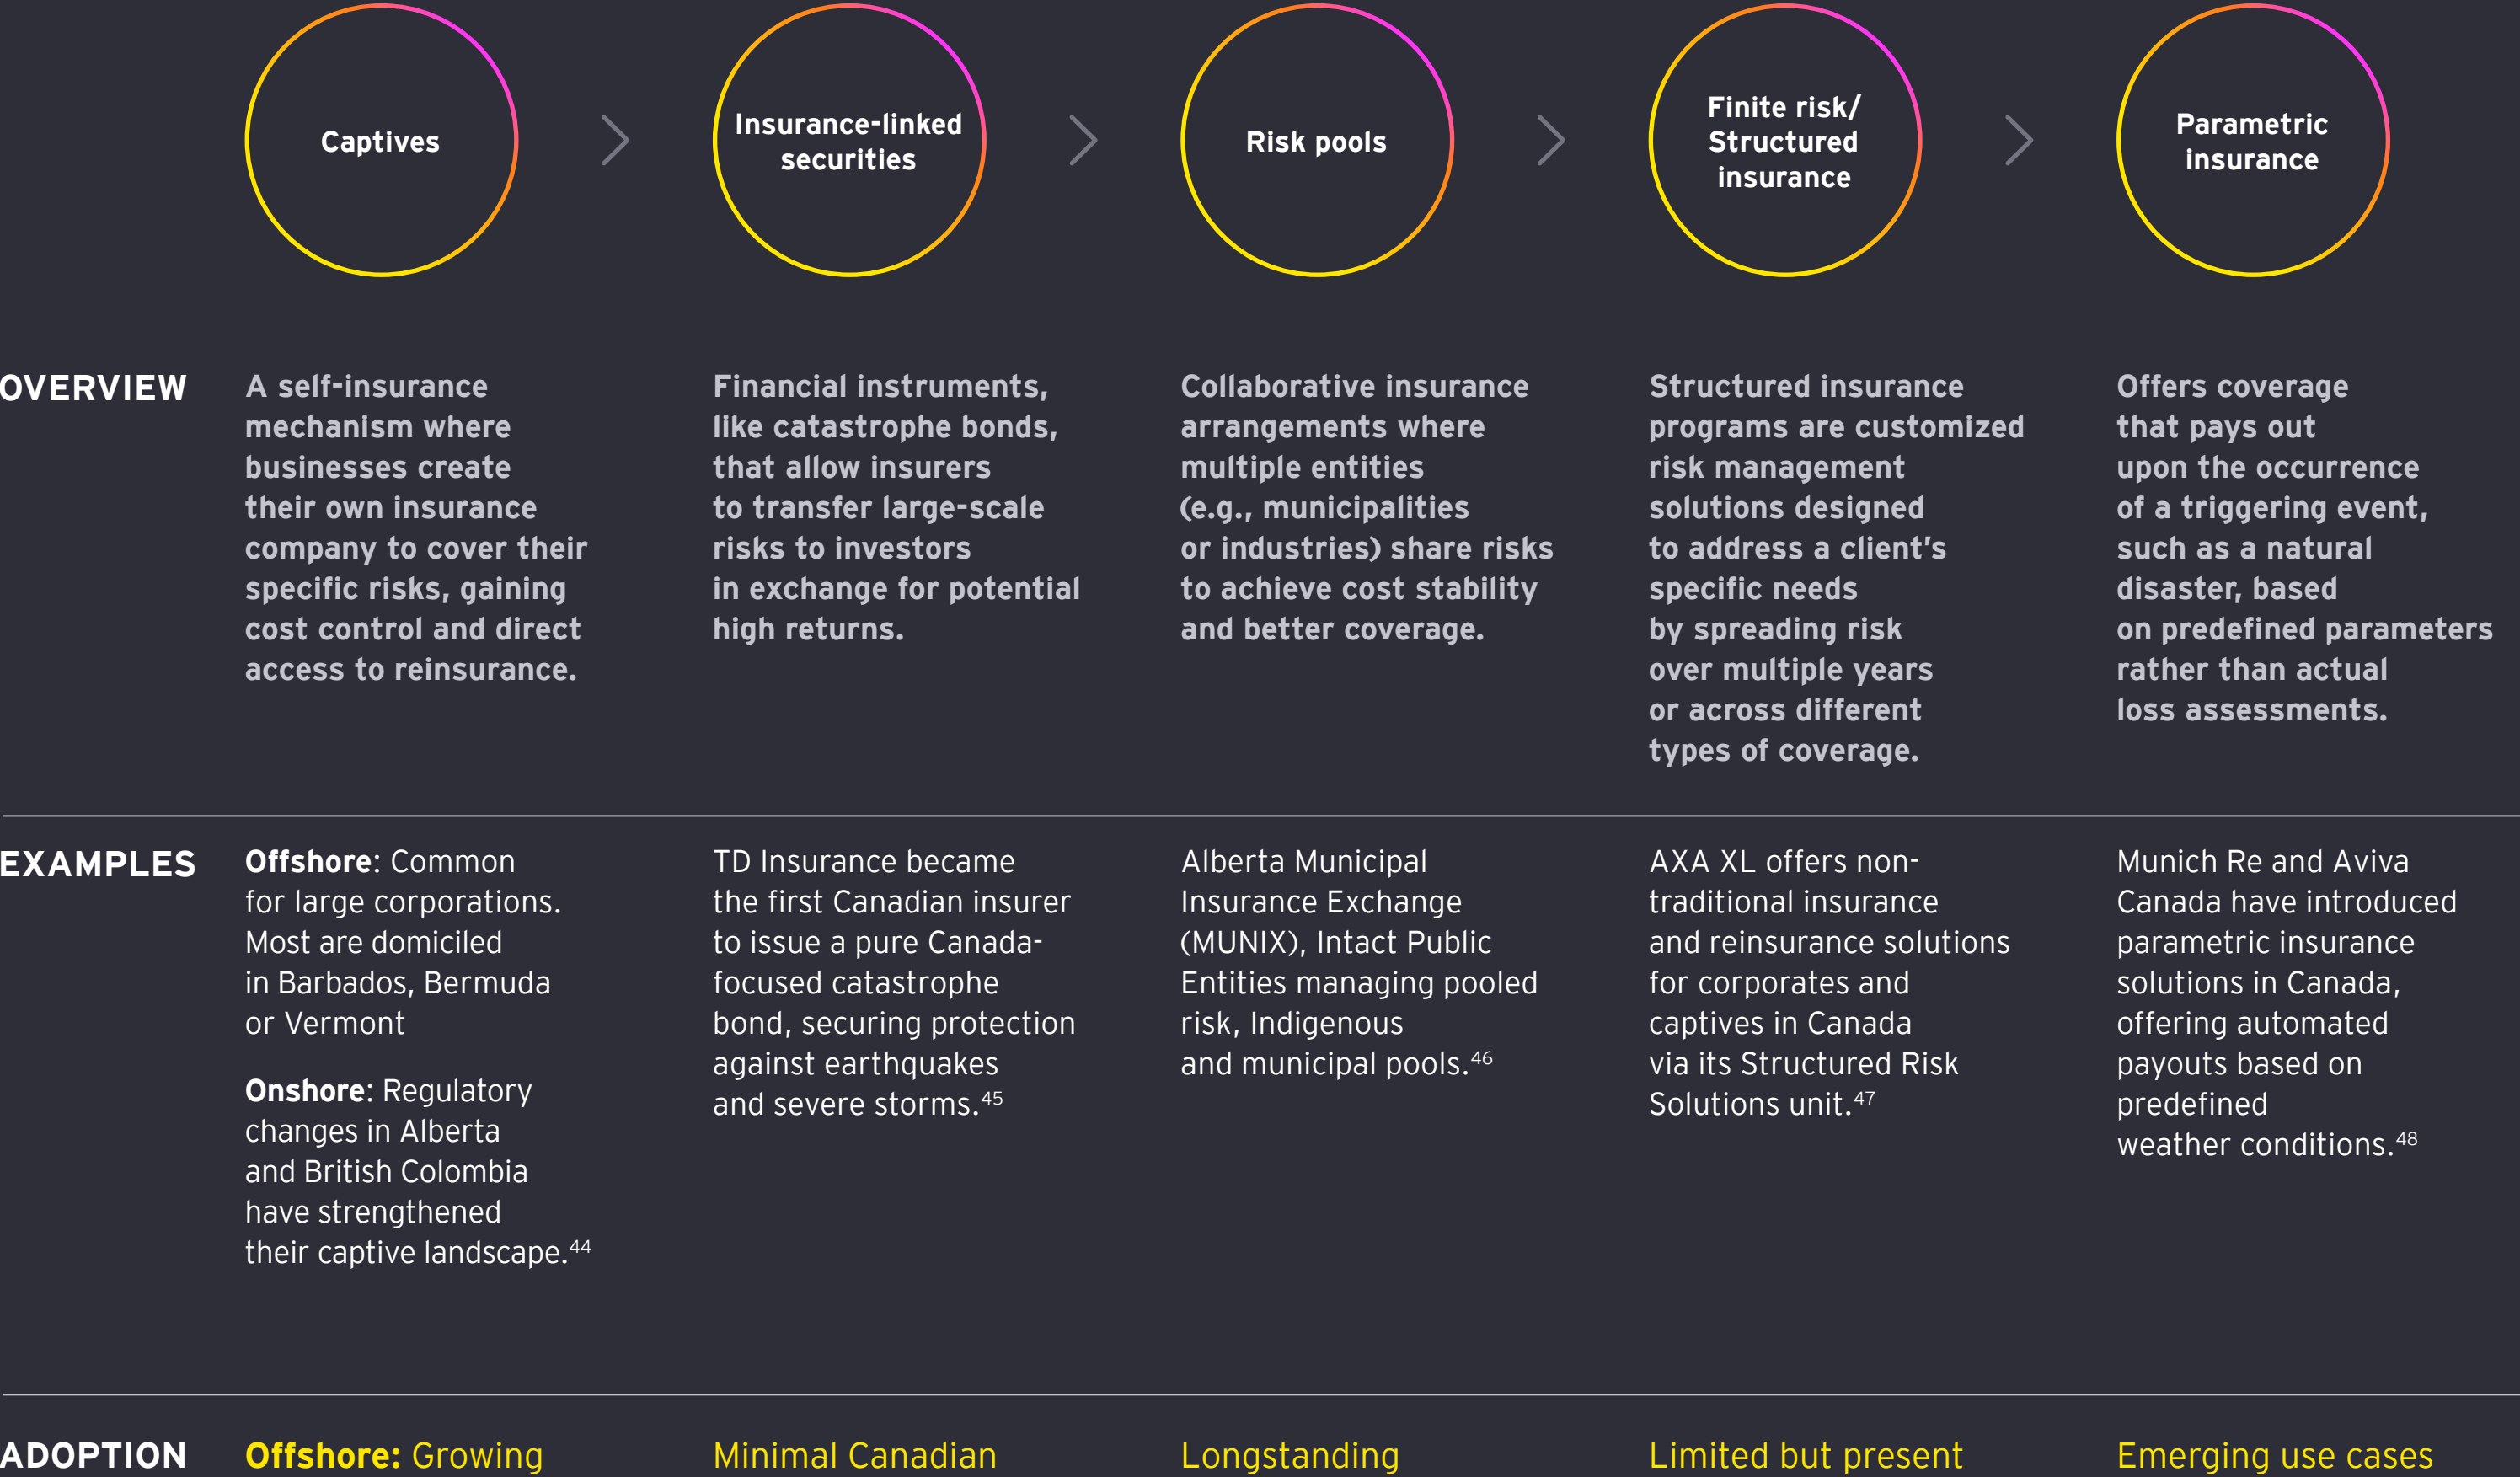 Captives
Insurance-linked
securities
Risk pools
Finite risk/
Structured
insurance
Parametric
insurance
OVERVIEW
A self-insurance
mechanism where
businesses create
their own insurance
company to cover their
specific risks, gaining
cost control and direct
access to reinsurance.
Financial instruments,
like catastrophe bonds,
that allow insurers
to transfer large-scale
risks to investors
in exchange for potential
high returns.
Collaborative insurance
arrangements where
multiple entities
(e.g., municipalities
or industries) share risks
to achieve cost stability
and better coverage.
Structured insurance
programs are customized
risk management
solutions designed
to address a client's
specific needs
by spreading risk
over multiple years
or across different
types of coverage.
Offers coverage
that pays out
upon the occurrence
of a triggering event,
such as a natural
disaster, based
on predefined parameters
rather than actual
loss assessments.
EXAMPLES
Offshore: Common
for large corporations.
Most are domiciled
in Barbados, Bermuda
or Vermont
Onshore: Regulatory
changes in Alberta
and British Colombia
have strengthened
their captive landscape.44
TD Insurance became
the first Canadian insurer
to issue a pure Canada-
focused catastrophe
bond, securing protection
against earthquakes
and severe storms.45
Alberta Municipal
Insurance Exchange
(MUNIX), Intact Public
Entities managing pooled
risk, Indigenous
and municipal pools.46
AXA XL offers non-
traditional insurance
and reinsurance solutions
for corporates and
captives in Canada
via its Structured Risk
Solutions unit.47
Munich Re and Aviva
Canada have introduced
parametric insurance
solutions in Canada,
offering automated
payouts based on
predefined
weather conditions.48
ADOPTION
Offshore: Growing
Minimal Canadian
Longstanding
Limited but present
Emerging use cases